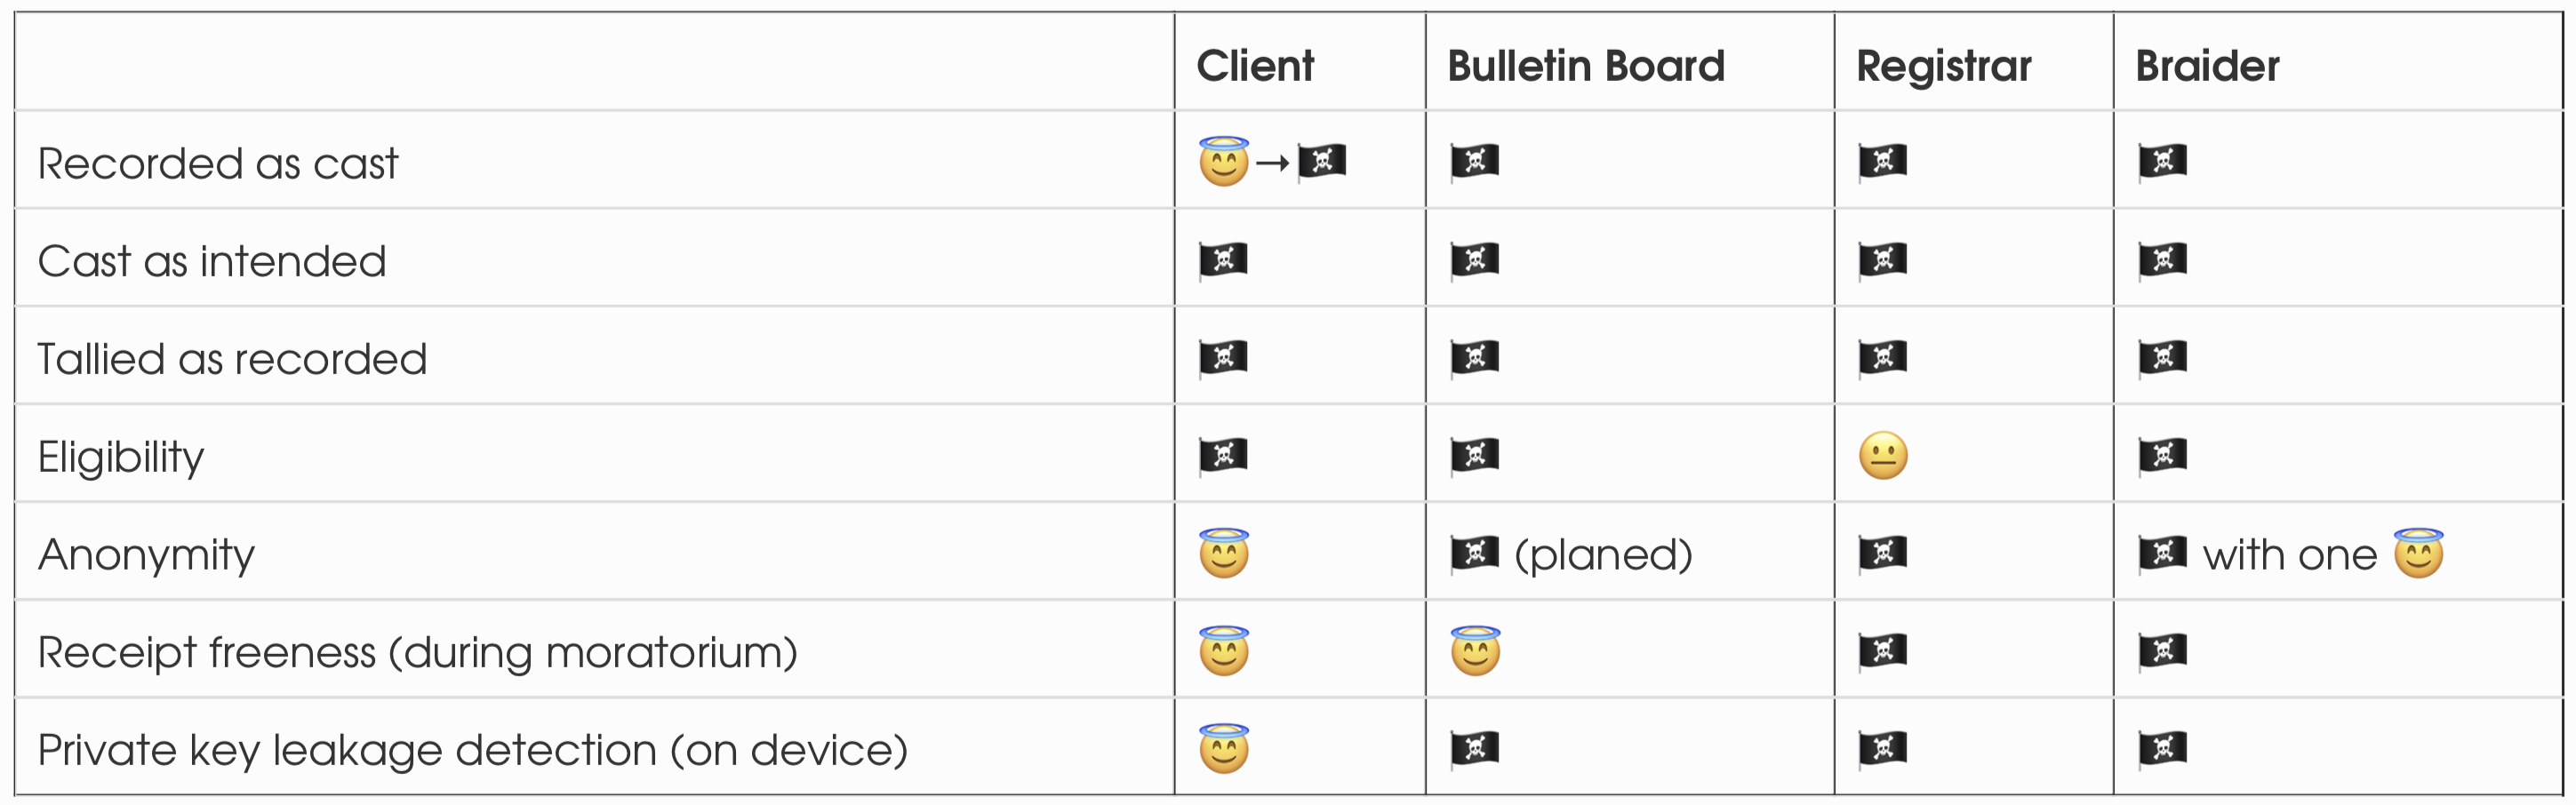 Client Bulletin Board Registrar Braider
Recorded as cast 😇→🏴‍☠️ 🏴‍☠️ 🏴‍☠️ 🏴‍☠️
Cast as intended 🏴‍☠️ 🏴‍☠️ 🏴‍☠️ 🏴‍☠️
Tallied as recorded 🏴‍☠️ 🏴‍☠️ 🏴‍☠️ 🏴‍☠️
Eligibility 🏴‍☠️ 🏴‍☠️ 😐 🏴‍☠️
Anonymity 😇 🏴‍☠️ (planed) 🏴‍☠️ 🏴‍☠️ with one 😇
Receipt freeness (during moratorium) 😇 😇 🏴‍☠️ 🏴‍☠️
Private key leakage detection (on device) 😇 🏴‍☠️ 🏴‍☠️ 🏴‍☠️